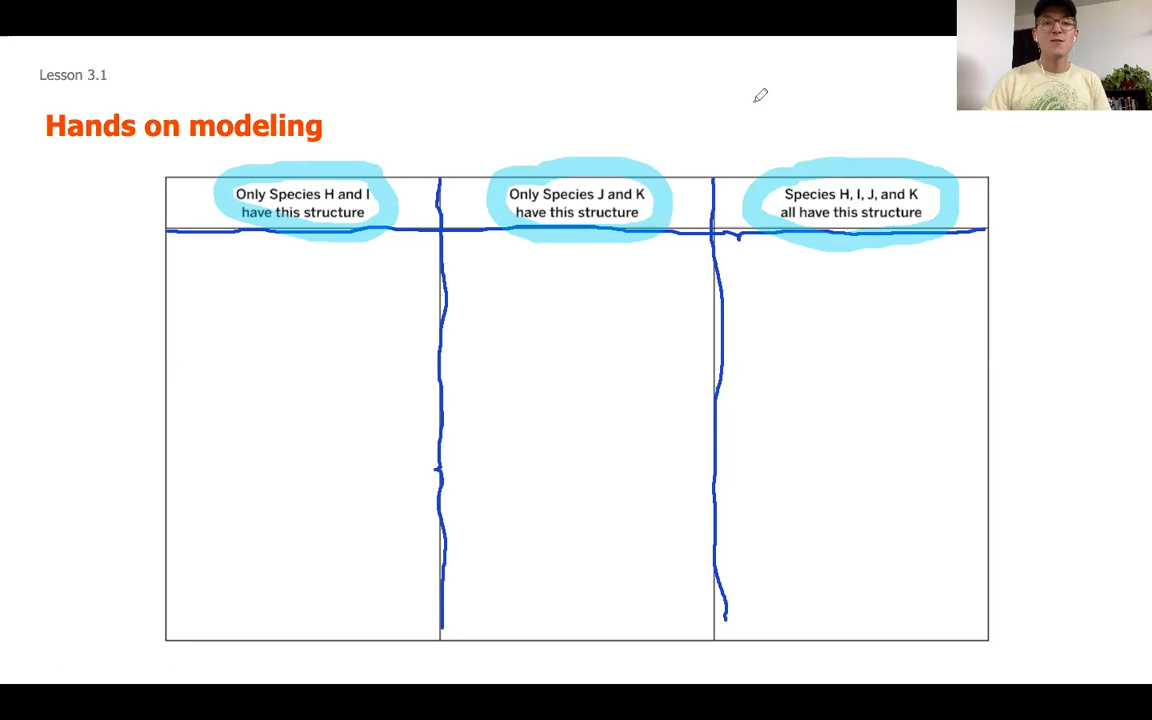 Lesson 3.1
Hands on modeling
Only Species H and I
have this structure
Only Species J and K
have this structure
Species H, I, J, and K
all have this structure